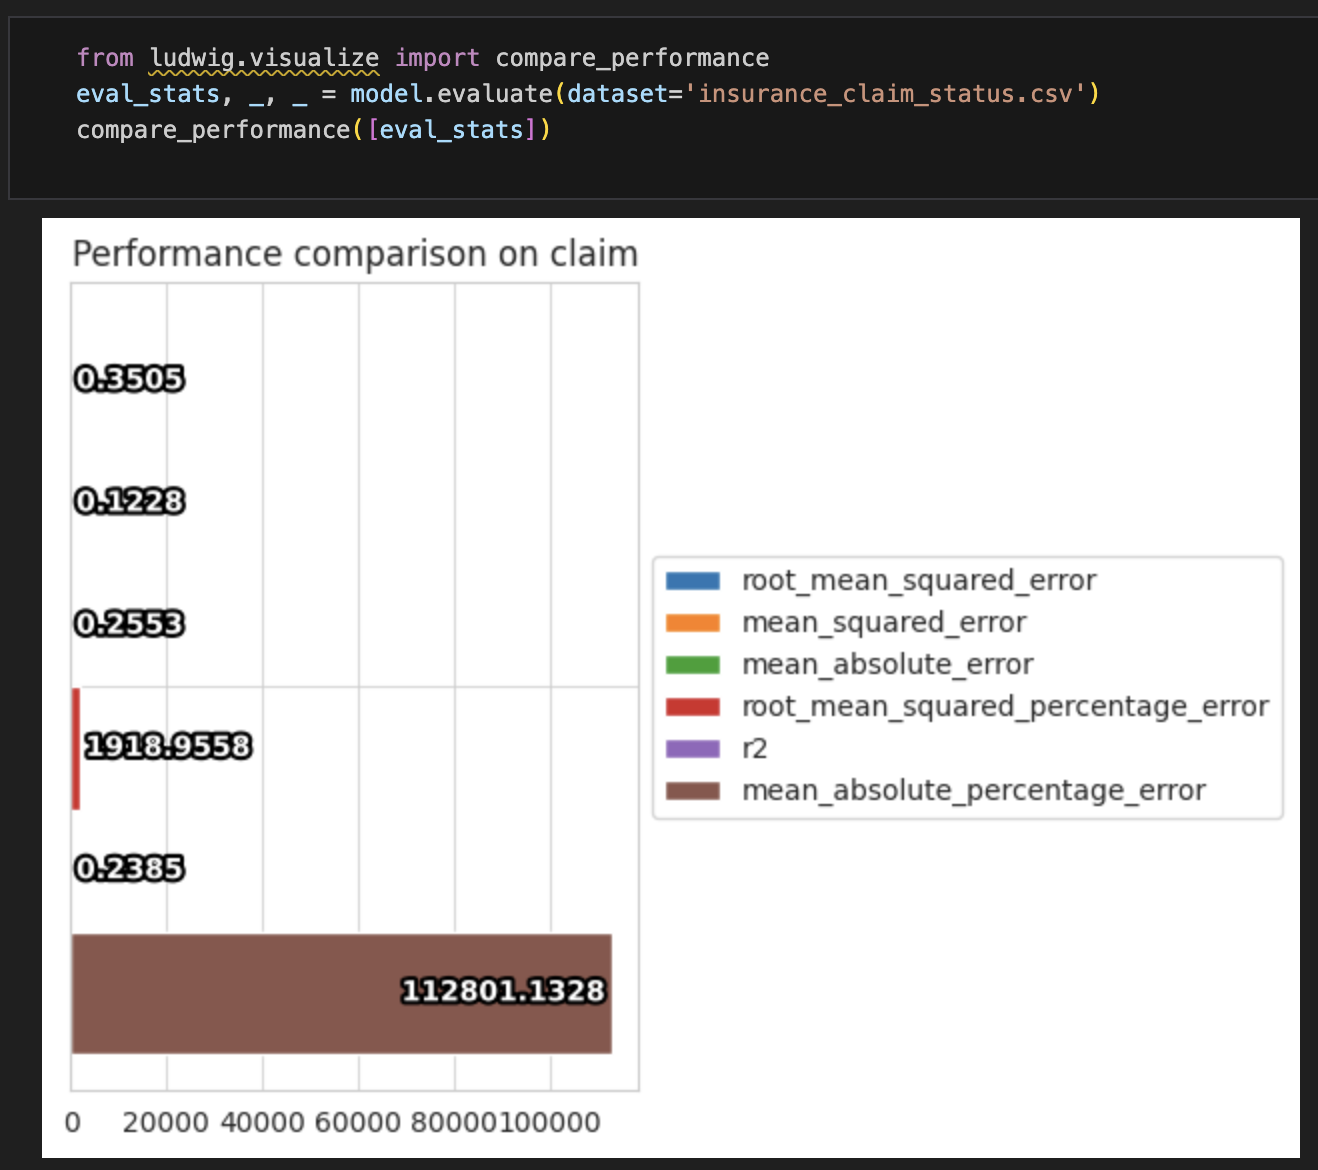 from ludwig.visualize import compare_performance
eval_stats, _, _ = model.evaluate(dataset='insurance_claim_status.csv')
compare_performance([eval_stats])
Performance comparison on claim
0.3505
0.1228
0.2553
1918.9558
0.2385
112801.1328
0 20000 40000 60000 80000 100000
root_mean_squared_error
mean_squared_error
mean_absolute_error
root_mean_squared_percentage_error
r2
mean_absolute_percentage_error